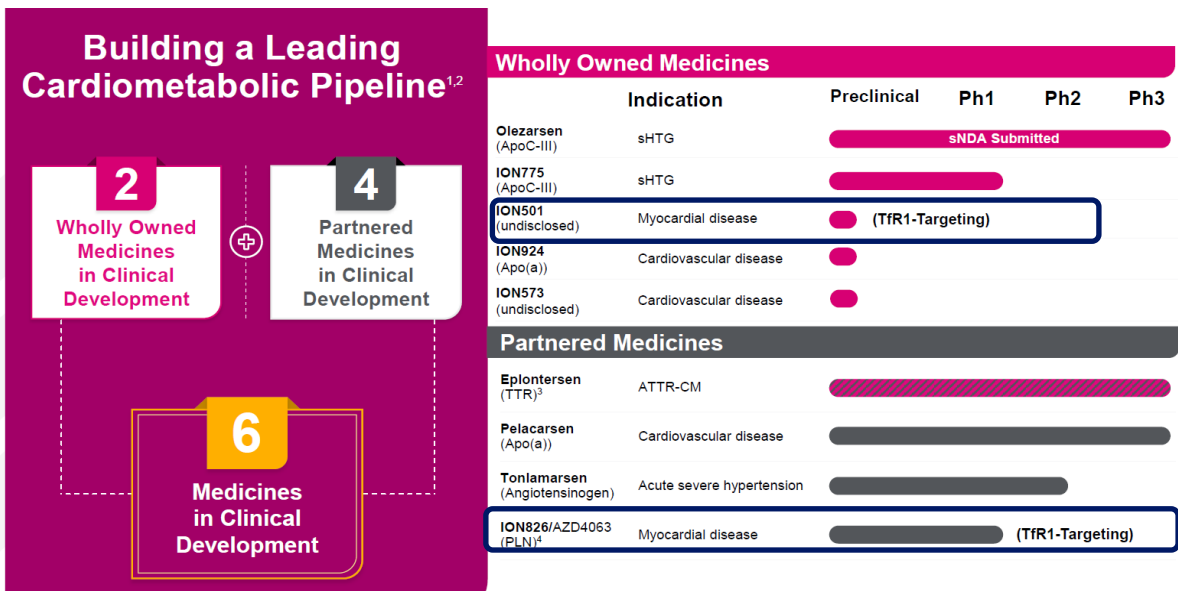 Building a Leading
Cardiometabolic Pipeline1,2
2
Wholly Owned
Medicines
in Clinical
Development
4
Partnered
Medicines
in Clinical
Development
6
Medicines
in Clinical
Development
Wholly Owned Medicines
Indication Preclinical Ph1 Ph2 Ph3
Olezarsen
(ApoC-III)
sHTG
sNDA Submitted
ION775
(ApoC-III)
sHTG
ION501
(undisclosed)
Myocardial disease
(TfR1-Targeting)
ION924
(Apo(a))
Cardiovascular disease
ION573
(undisclosed)
Cardiovascular disease
Partnered Medicines
Eplontersen
(TTR)3
ATTR-CM
Pelacarsen
(Apo(a))
Cardiovascular disease
Tonlamarsen
(Angiotensinogen)
Acute severe hypertension
ION826/AZD4063
(PLN)4
Myocardial disease
(TfR1-Targeting)